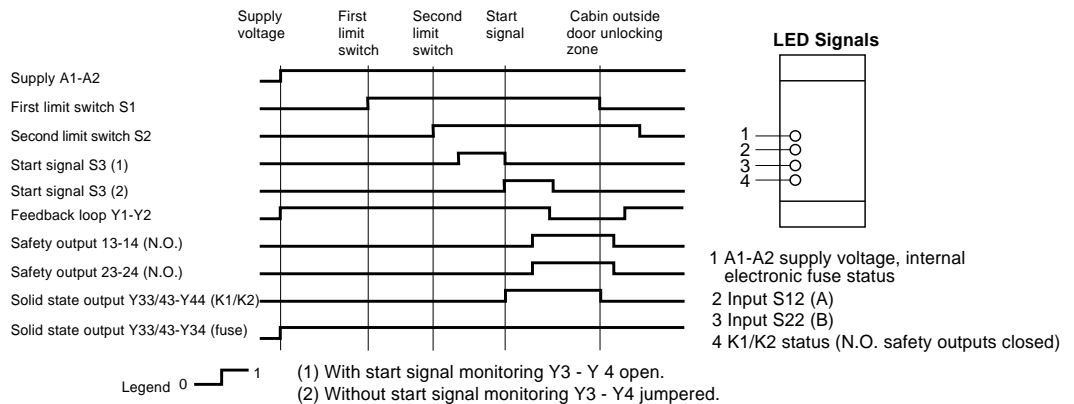 Supply voltage
First limit switch
Second limit switch
Start signal
Cabin outside door unlocking zone
LED Signals
Supply A1-A2
First limit switch S1
Second limit switch S2
Start signal S3 (1)
Start signal S3 (2)
Feedback loop Y1-Y2
Safety output 13-14 (N.O.)
Safety output 23-24 (N.O.)
Solid state output Y33/43-Y44 (K1/K2)
Solid state output Y33/43-Y34 (fuse)
Legend 0 1
(1) With start signal monitoring Y3 - Y 4 open.
(2) Without start signal monitoring Y3 - Y4 jumpered.
1
2
3
4
1 A1-A2 supply voltage, internal
electronic fuse status
2 Input S12 (A)
3 Input S22 (B)
4 K1/K2 status (N.O. safety outputs closed)